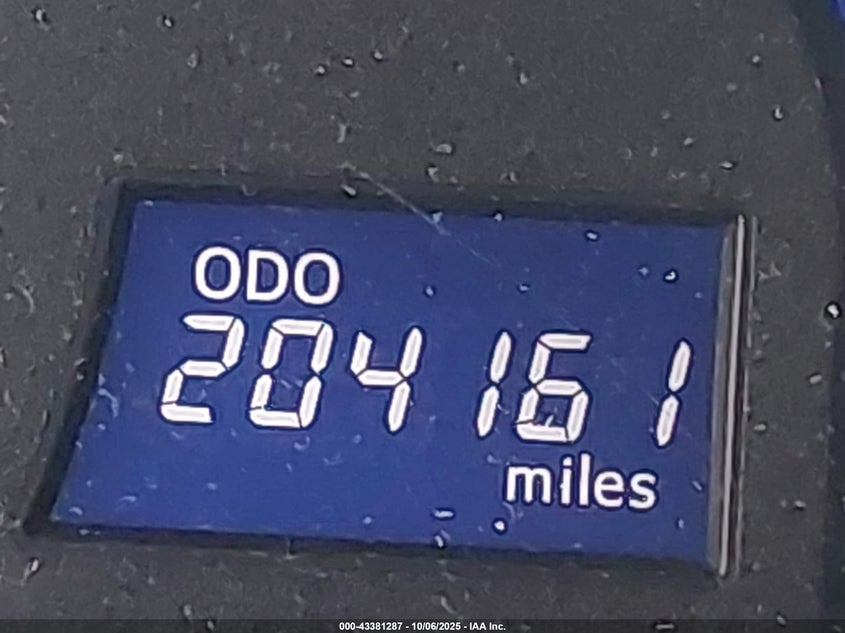 ODO
204161
miles
000-43381287 - 10/06/2025 - IAA Inc.